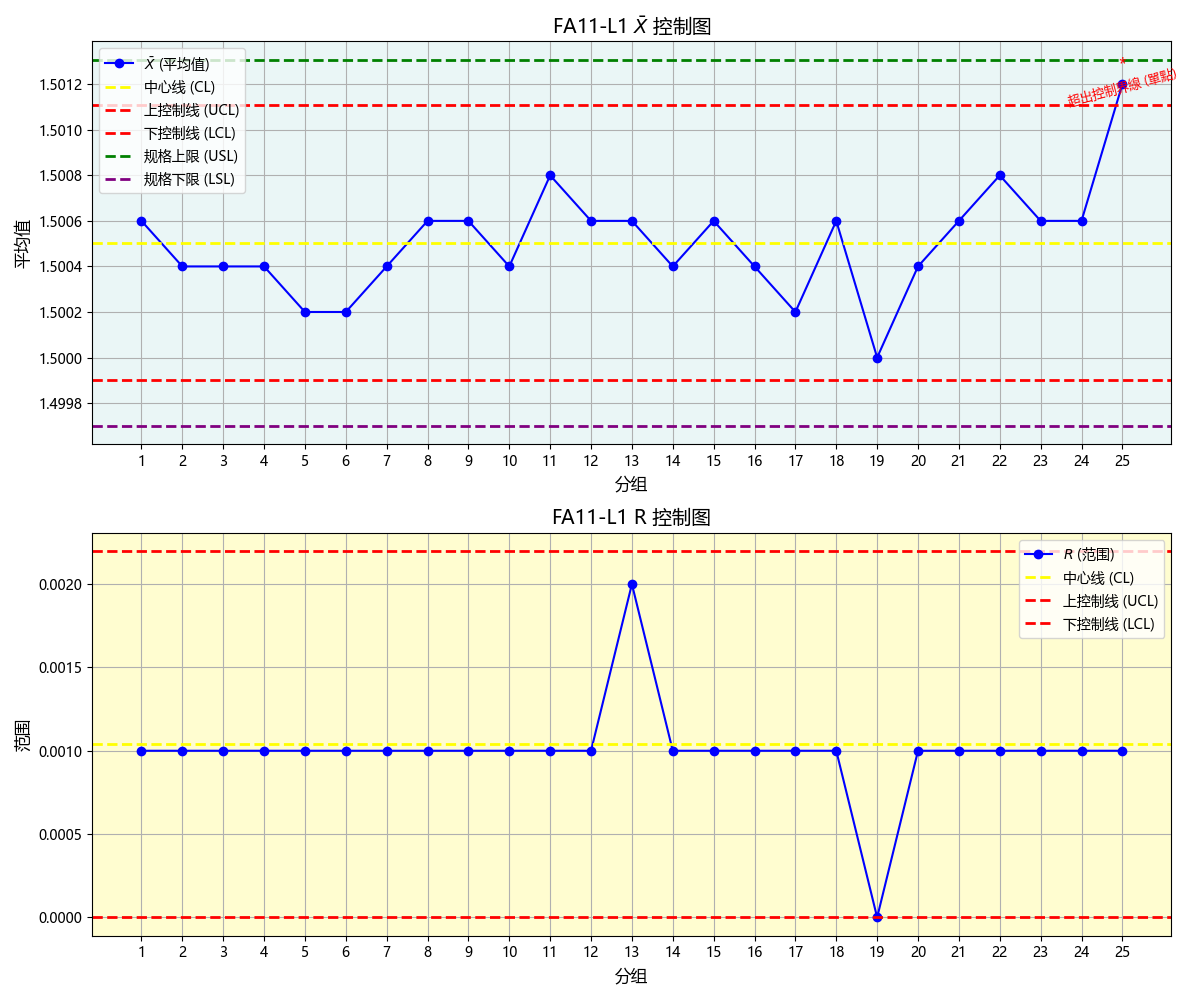 FA11-L1 X̄ 控制图
X̄ (平均值)
中心线 (CL)
上控制线 (UCL)
下控制线 (LCL)
规格上限 (USL)
规格下限 (LSL)
*
超出控制界線 (單點)
平均值
1.5012
1.5010
1.5008
1.5006
1.5004
1.5002
1.5000
1.4998
1 2 3 4 5 6 7 8 9 10 11 12 13 14 15 16 17 18 19 20 21 22 23 24 25
分组
FA11-L1 R 控制图
R (范围)
中心线 (CL)
上控制线 (UCL)
下控制线 (LCL)
范围
0.0020
0.0015
0.0010
0.0005
0.0000
1 2 3 4 5 6 7 8 9 10 11 12 13 14 15 16 17 18 19 20 21 22 23 24 25
分组